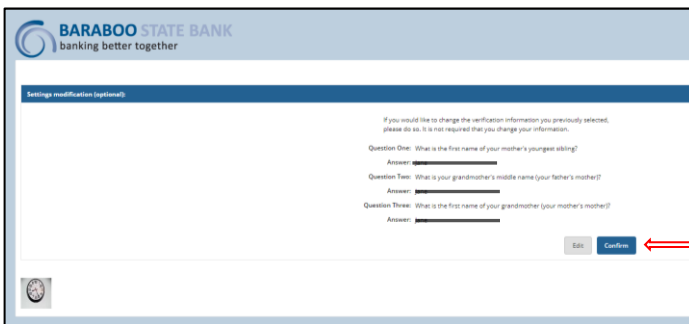 BARABOO STATE BANK
banking better together
Settings modification (optional):
If you would like to change the verification information you previously selected,
please do so. It is not required that you change your information.
Question One: What is the first name of your mother's youngest sibling?
Answer:
Question Two: What is your grandmother's middle name (your father's mother)?
Answer:
Question Three: What is the first name of your grandmother (your mother's mother)?
Answer:
Edit Confirm